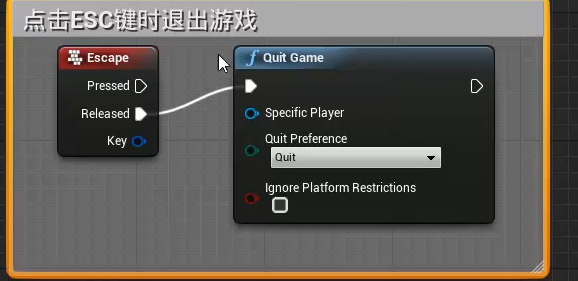 点击ESC键时退出游戏
Escape
Pressed
Released
Key
f Quit Game
Specific Player
Quit Preference
Quit
Ignore Platform Restrictions